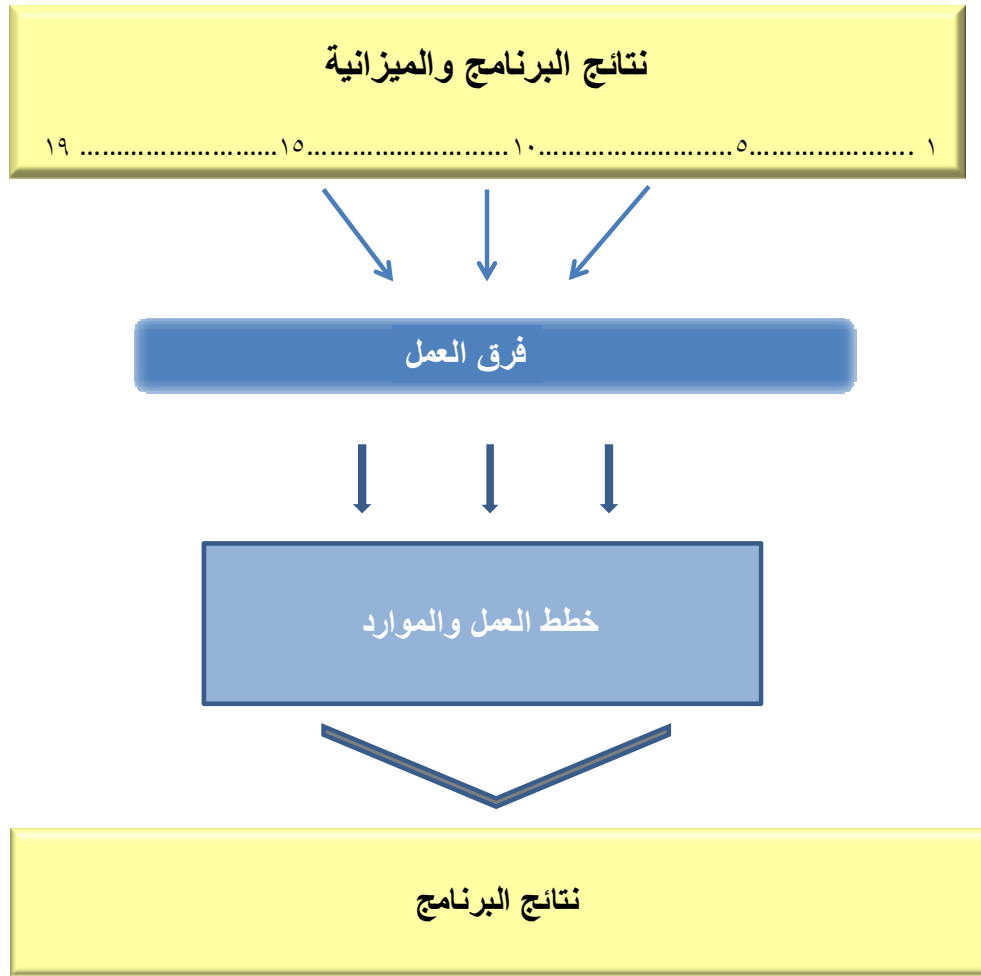 نتائج البرنامج والميزانية
١ ......................٥..........................١٠...........................١٥.......................... ١٩
فرق العمل
خطط العمل والموارد
نتائج البرنامج